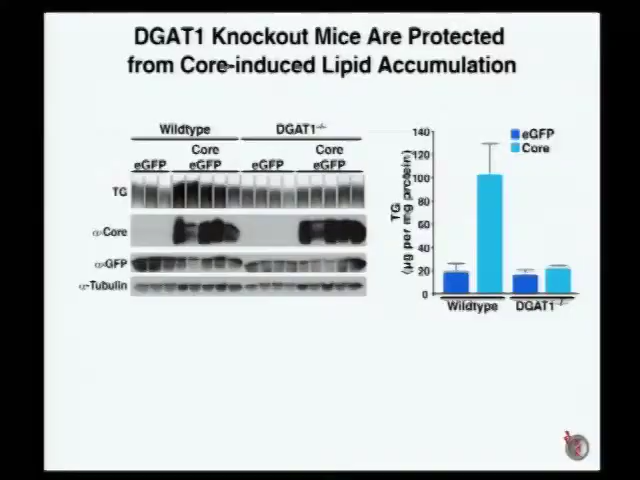 DGAT1 Knockout Mice Are Protected
from Core-induced Lipid Accumulation
Wildtype DGAT1-/-
Core Core
eGFP eGFP eGFP eGFP
TG
α-Core
α-GFP
α-Tubulin
eGFP
Core
140
120
100
80
60
40
20
0
TG
(µg per mg protein)
Wildtype DGAT1-/-